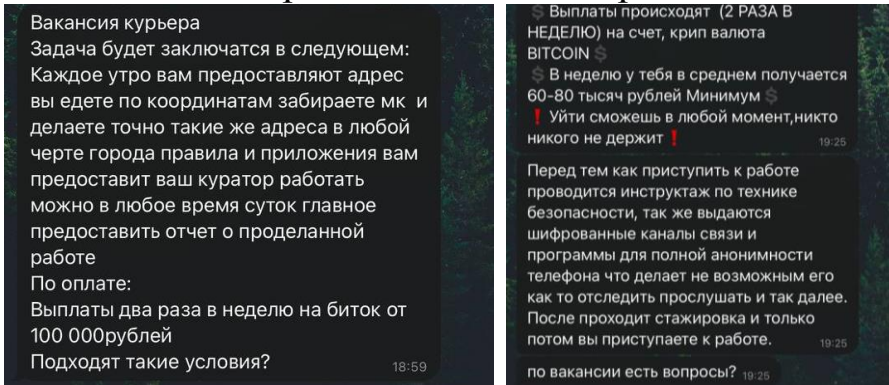 Вакансия курьера
Задача будет заключатся в следующем:
Каждое утро вам предоставляют адрес
вы едете по координатам забираете мк и
делаете точно такие же адреса в любой
черте города правила и приложения вам
предоставит ваш куратор работать
можно в любое время суток главное
предоставить отчет о проделанной
работе
По оплате:
Выплаты два раза в неделю на биток от
100 000рублей
Подходят такие условия?
18:59
$ Выплаты происходят (2 РАЗА В
НЕДЕЛЮ) на счет, крип валюта
BITCOIN $
$ В неделю у тебя в среднем получается
60-80 тысяч рублей Минимум $
❗ Уйти сможешь в любой момент,никто
никого не держит ❗
19:25
Перед тем как приступить к работе
проводится инструктаж по технике
безопасности, так же выдаются
шифрованные каналы связи и
программы для полной анонимности
телефона что делает не возможным его
как то отследить прослушать и так далее.
После проходит стажировка и только
потом вы приступаете к работе.
19:25
по вакансии есть вопросы? 19:25